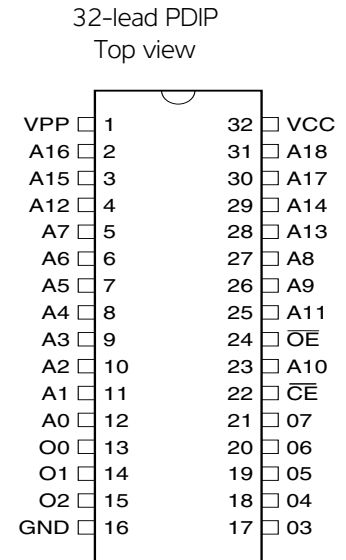 32-lead PDIP
Top view
VPP 1 32 VCC
A16 2 31 A18
A15 3 30 A17
A12 4 29 A14
A7 5 28 A13
A6 6 27 A8
A5 7 26 A9
A4 8 25 A11
A3 9 24 O̅E̅
A2 10 23 A10
A1 11 22 C̅E̅
A0 12 21 07
O0 13 20 06
O1 14 19 05
O2 15 18 04
GND 16 17 03